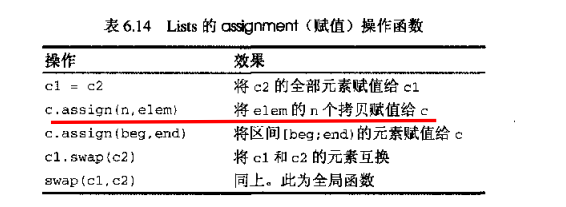 表 6.14 Lists 的 assignment（赋值）操作函数
操作 效果
c1 = c2 将 c2 的全部元素赋值给 c1
c.assign(n,elem) 将 elem 的 n 个拷贝赋值给 c
c.assign(beg,end) 将区间[beg;end)的元素赋值给 c
c1.swap(c2) 将 c1 和 c2 的元素互换
swap(c1,c2) 同上。此为全局函数